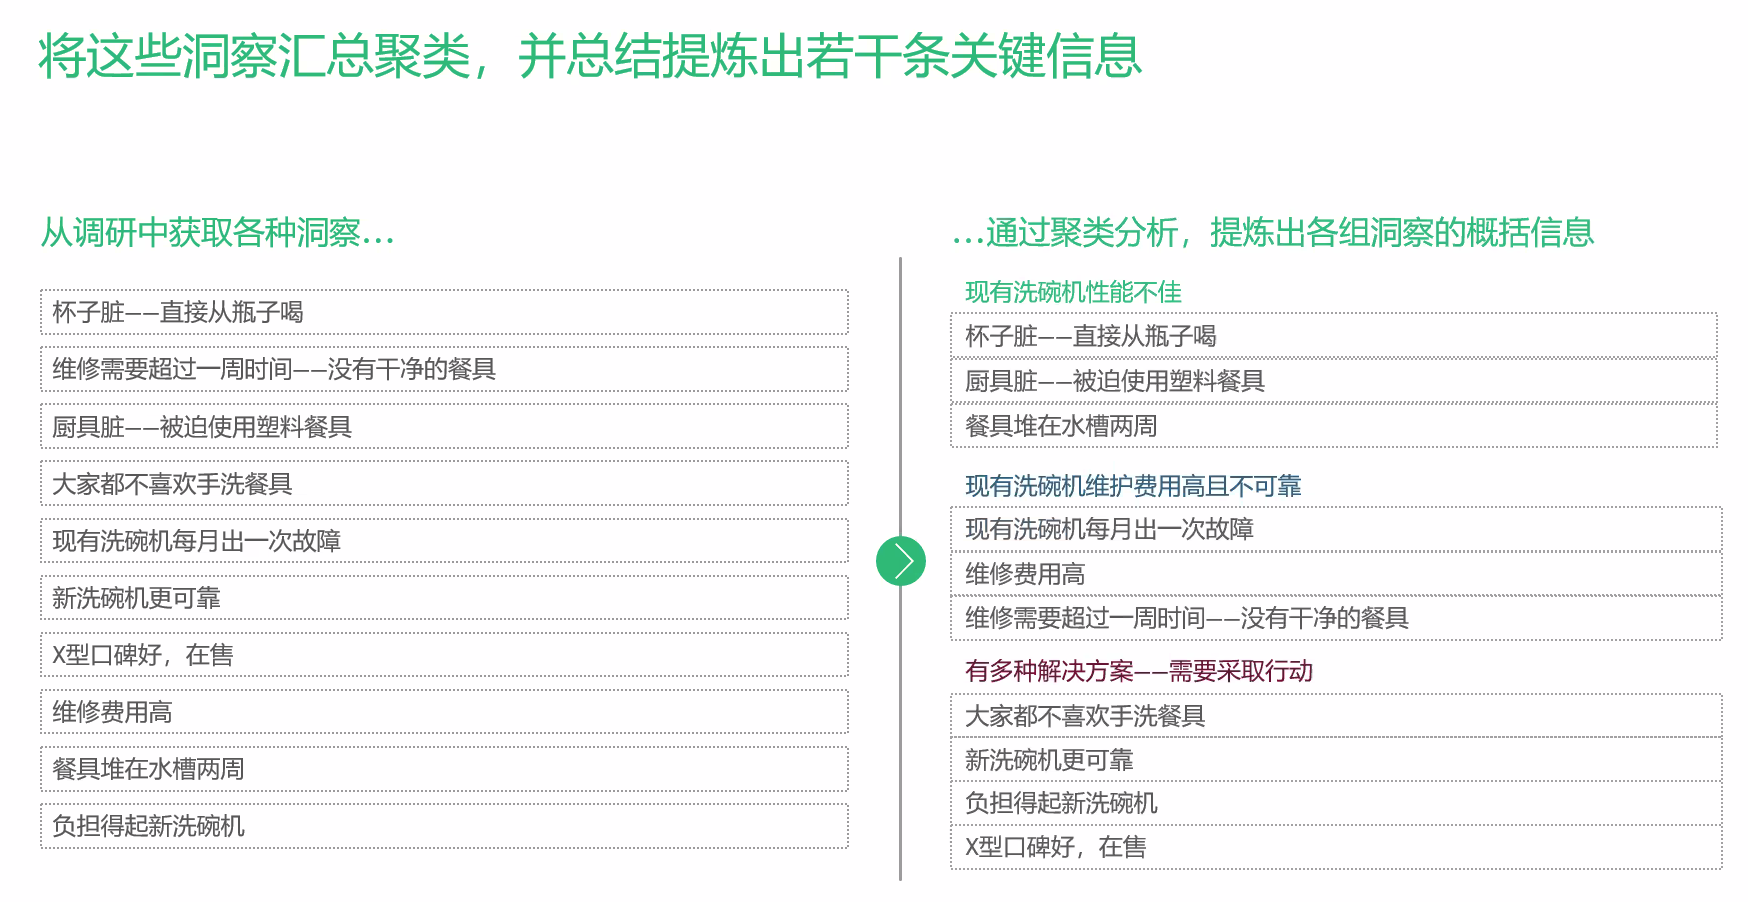 将这些洞察汇总聚类，并总结提炼出若干条关键信息
从调研中获取各种洞察…
杯子脏——直接从瓶子喝
维修需要超过一周时间——没有干净的餐具
厨具脏——被迫使用塑料餐具
大家都不喜欢手洗餐具
现有洗碗机每月出一次故障
新洗碗机更可靠
X型口碑好，在售
维修费用高
餐具堆在水槽两周
负担得起新洗碗机
…通过聚类分析，提炼出各组洞察的概括信息
现有洗碗机性能不佳
杯子脏——直接从瓶子喝
厨具脏——被迫使用塑料餐具
餐具堆在水槽两周
现有洗碗机维护费用高且不可靠
现有洗碗机每月出一次故障
维修费用高
维修需要超过一周时间——没有干净的餐具
有多种解决方案——需要采取行动
大家都不喜欢手洗餐具
新洗碗机更可靠
负担得起新洗碗机
X型口碑好，在售